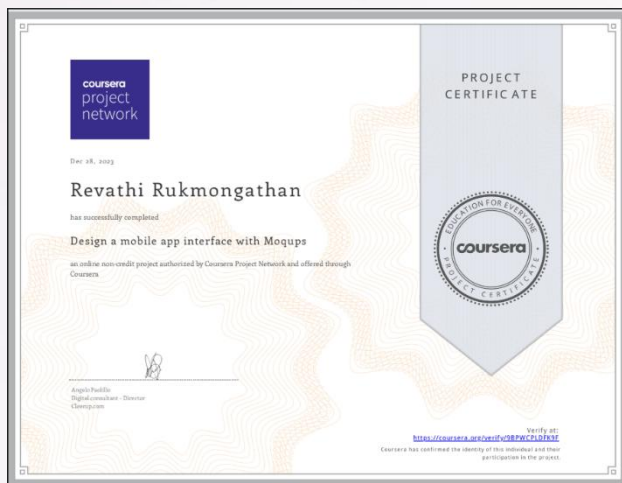 coursera
project
network
PROJECT
CERTIFICATE
Dec 28, 2023
Revathi Rukmongathan
has successfully completed
Design a mobile app interface with Moqups
an online non-credit project authorized by Coursera Project Network and offered through
Coursera
EDUCATION FOR EVERYONE
coursera
PROJECT CERTIFICATE
Angelo Paolillo
Digital consultant - Director
Verify at:
https://coursera.org/verify/9BPWCPLDFK9F
Coursera has confirmed the identity of this individual and their
participation in the project.